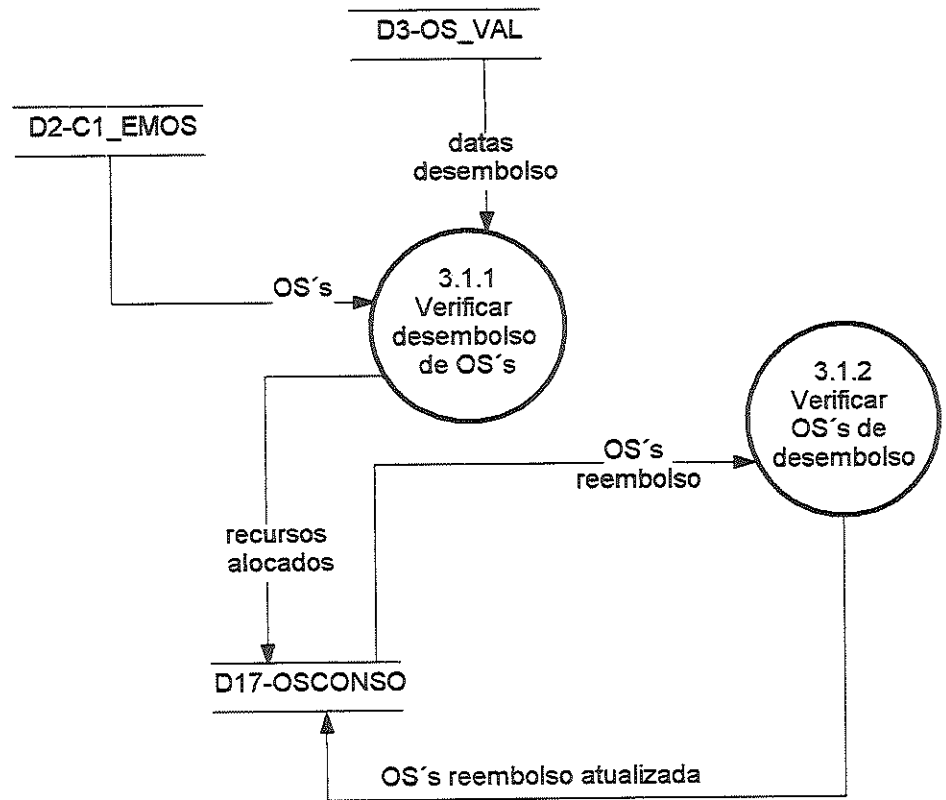 D3-OS_VAL
D2-C1_EMOS
datas
desembolso
OS´s
3.1.1
Verificar
desembolso
de OS´s
3.1.2
Verificar
OS´s de
desembolso
OS´s
reembolso
recursos
alocados
D17-OSCONSO
OS´s reembolso atualizada